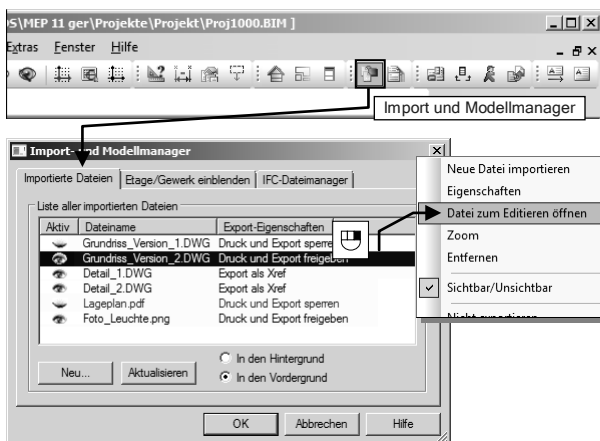 S\MEP 11 ger\Projekte\Projekt\Proj1000.BIM ]
Extras Fenster Hilfe
Import und Modellmanager
Import- und Modellmanager
Importierte Dateien Etage/Gewerk einblenden IFC-Dateimanager
Liste aller importierten Dateien
Aktiv Dateiname Export-Eigenschaften
Grundriss_Version_1.DWG Druck und Export sperren
Grundriss_Version_2.DWG Druck und Export freigeben
Detail_1.DWG Export als Xref
Detail_2.DWG Export als Xref
Lageplan.pdf Druck und Export sperren
Foto_Leuchte.png Druck und Export freigeben
Neu... Aktualisieren
In den Hintergrund
In den Vordergrund
OK Abbrechen Hilfe
Neue Datei importieren
Eigenschaften
Datei zum Editieren öffnen
Zoom
Entfernen
Sichtbar/Unsichtbar
Nicht exportieren